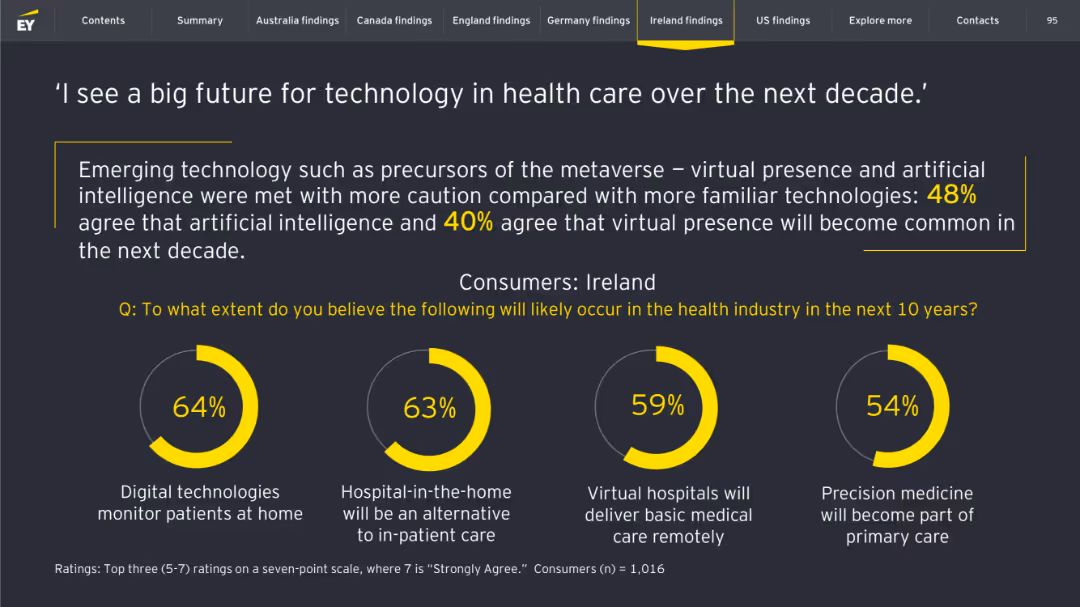 EY
Contents
Summary
Australia findings
Canada findings
England findings
Germany findings
Ireland findings
US findings
Explore more
Contacts
95
'I see a big future for technology in health care over the next decade.'
Emerging technology such as precursors of the metaverse – virtual presence and artificial
intelligence were met with more caution compared with more familiar technologies: 48%
agree that artificial intelligence and 40% agree that virtual presence will become common in
the next decade.
Consumers: Ireland
Q: To what extent do you believe the following will likely occur in the health industry in the next 10 years?
64%
Digital technologies
monitor patients at home
63%
Hospital-in-the-home
will be an alternative
to in-patient care
59%
Virtual hospitals will
deliver basic medical
care remotely
54%
Precision medicine
will become part of
primary care
Ratings: Top three (5-7) ratings on a seven-point scale, where 7 is "Strongly Agree." Consumers (n) = 1,016